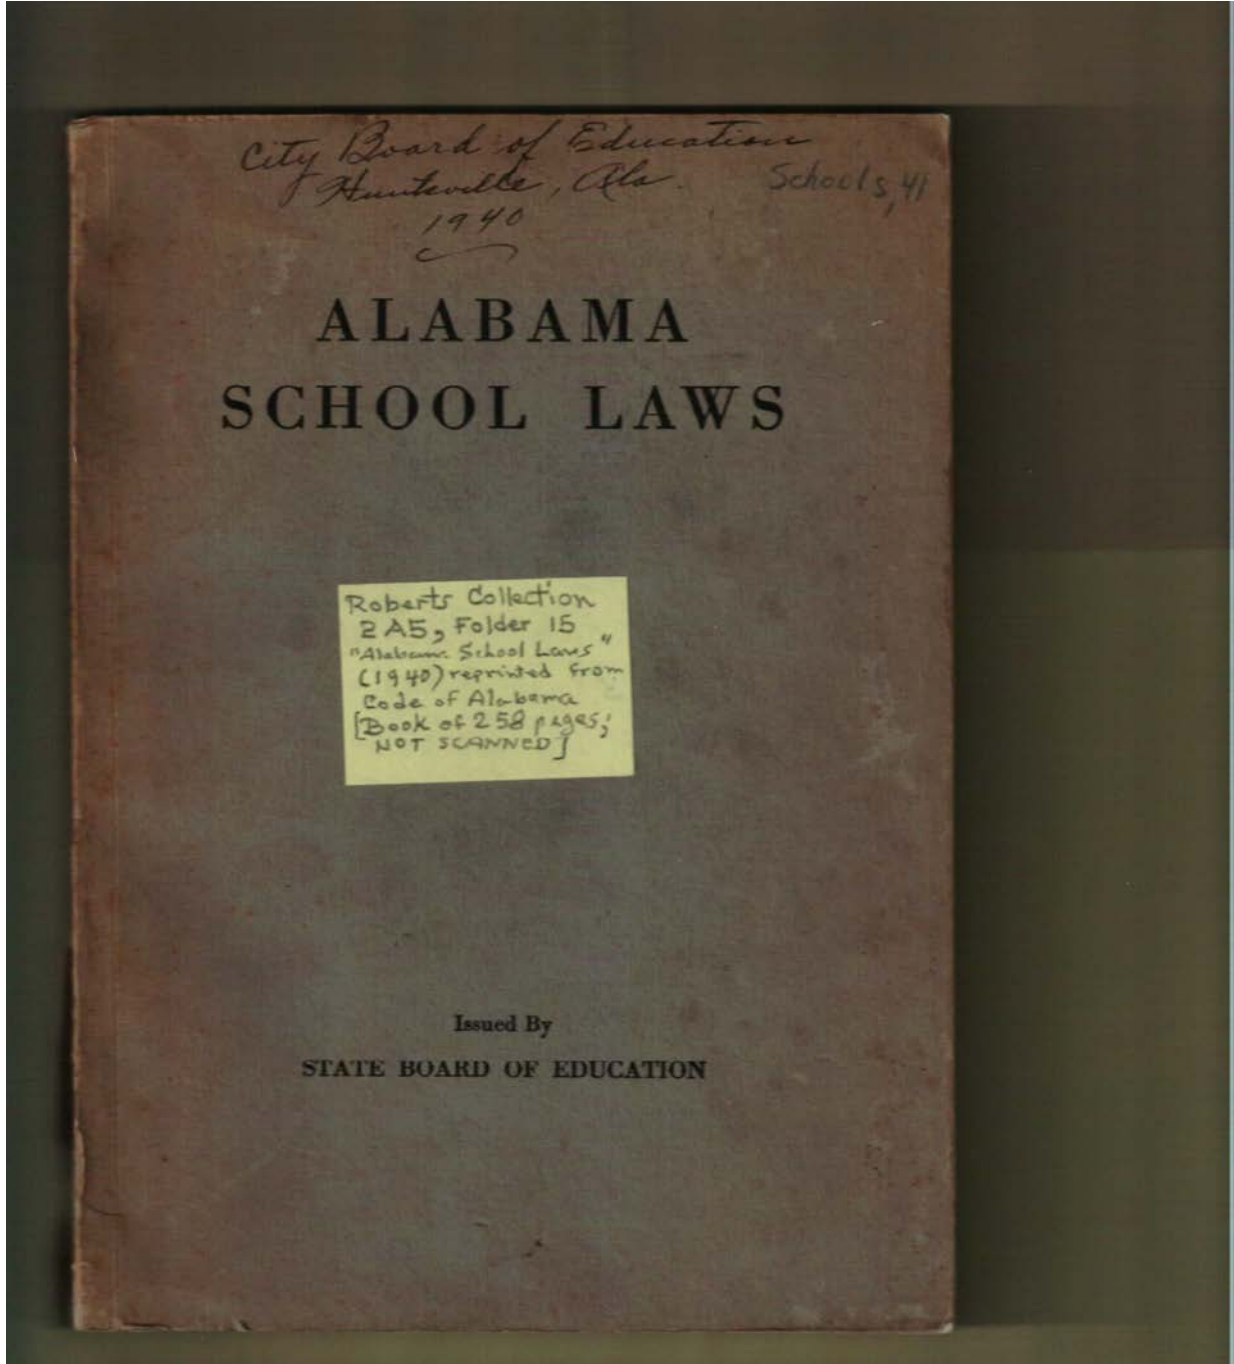 City Board of Education
Huntsville, Ala.
Schools, 41
1940
ALABAMA
SCHOOL LAWS
Roberts Collection
2A5, Folder 15
"Alabama School Laws"
(1940) reprinted from
Code of Alabama
[Book of 258 pages;
NOT SCANNED]
Issued By
STATE BOARD OF EDUCATION